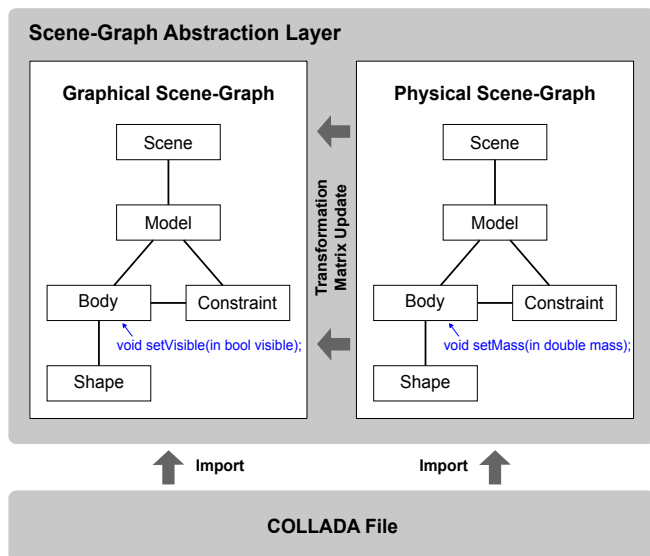 Scene-Graph Abstraction Layer
Graphical Scene-Graph
Scene
Model
Body
Constraint
void setVisible(in bool visible);
Shape
Transformation
Matrix Update
Physical Scene-Graph
Scene
Model
Body
Constraint
void setMass(in double mass);
Shape
Import
Import
COLLADA File